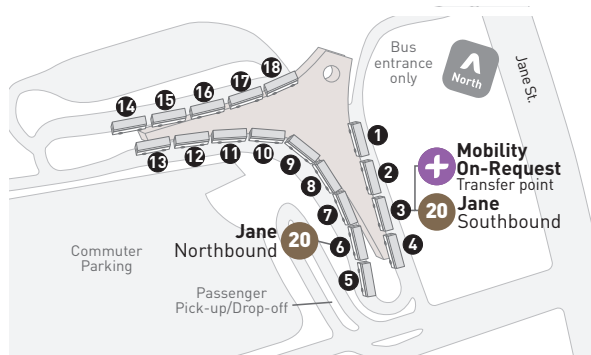 Bus
entrance
only
North
Jane St.
18
17
16
15
14
13
12
11
10
9
8
7
6
5
1
2
3
4
Mobility
On-Request
Transfer point
20 Jane
Southbound
Jane
Northbound
20
Commuter
Parking
Passenger
Pick-up/Drop-off